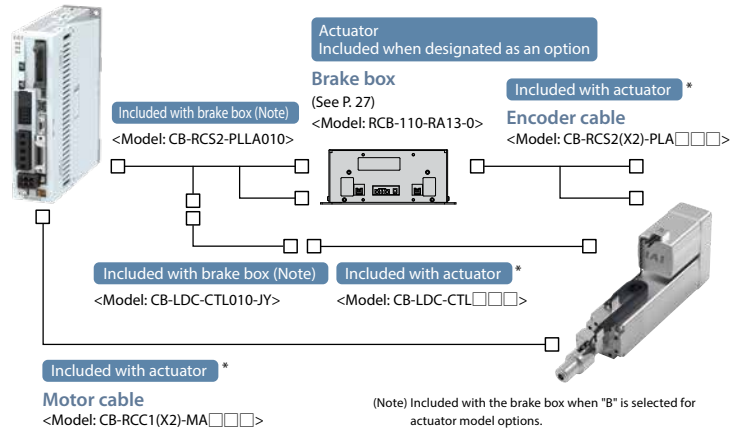 Actuator
Included when designated as an option
Brake box
(See P. 27)
<Model: RCB-110-RA13-0>
Included with brake box (Note)
<Model: CB-RCS2-PLLA010>
Included with actuator *
Encoder cable
<Model: CB-RCS2(X2)-PLA□□□>
Included with brake box (Note)
<Model: CB-LDC-CTL010-JY>
Included with actuator *
<Model: CB-LDC-CTL□□□>
Included with actuator *
Motor cable
<Model: CB-RCC1(X2)-MA□□□>
(Note) Included with the brake box when "B" is selected for
actuator model options.
IAI